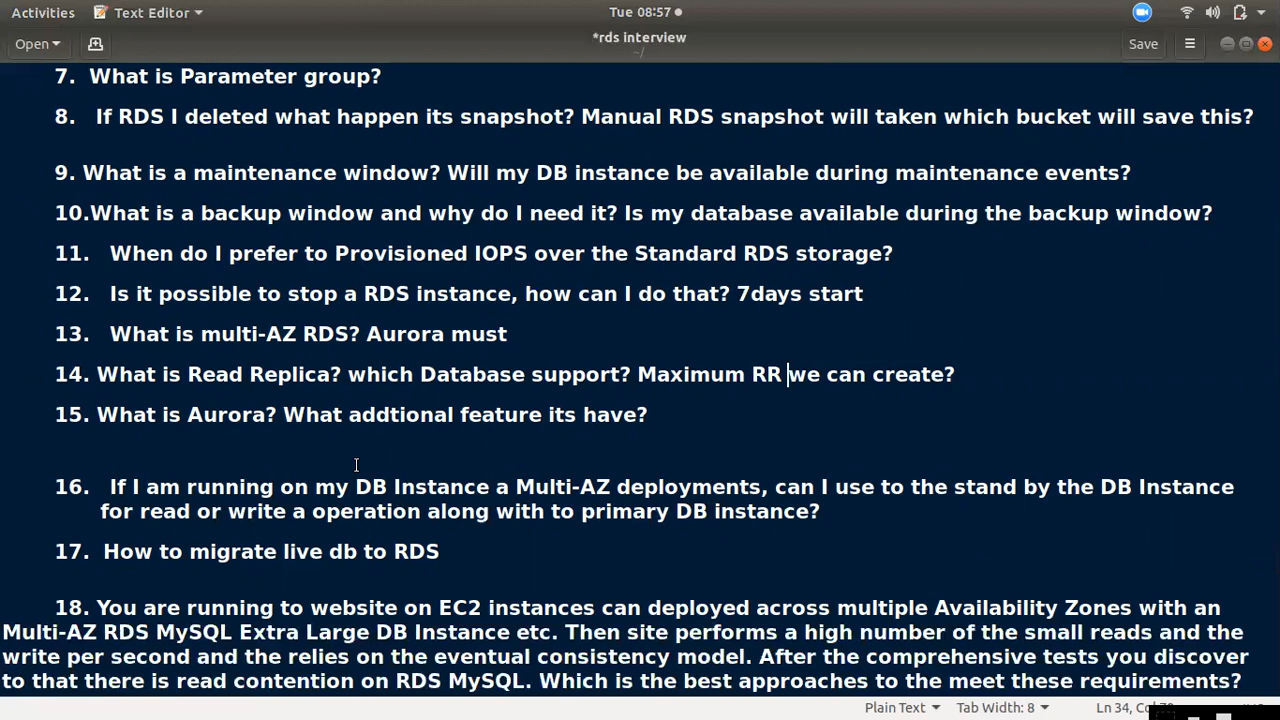 Activities Text Editor Tue 08:57
Open *rds interview Save
~/
7. What is Parameter group?
8. If RDS I deleted what happen its snapshot? Manual RDS snapshot will taken which bucket will save this?
9. What is a maintenance window? Will my DB instance be available during maintenance events?
10.What is a backup window and why do I need it? Is my database available during the backup window?
11. When do I prefer to Provisioned IOPS over the Standard RDS storage?
12. Is it possible to stop a RDS instance, how can I do that? 7days start
13. What is multi-AZ RDS? Aurora must
14. What is Read Replica? which Database support? Maximum RR we can create?
15. What is Aurora? What addtional feature its have?
16. If I am running on my DB Instance a Multi-AZ deployments, can I use to the stand by the DB Instance
for read or write a operation along with to primary DB instance?
17. How to migrate live db to RDS
18. You are running to website on EC2 instances can deployed across multiple Availability Zones with an
Multi-AZ RDS MySQL Extra Large DB Instance etc. Then site performs a high number of the small reads and the
write per second and the relies on the eventual consistency model. After the comprehensive tests you discover
to that there is read contention on RDS MySQL. Which is the best approaches to the meet these requirements?
Plain Text Tab Width: 8 Ln 34,